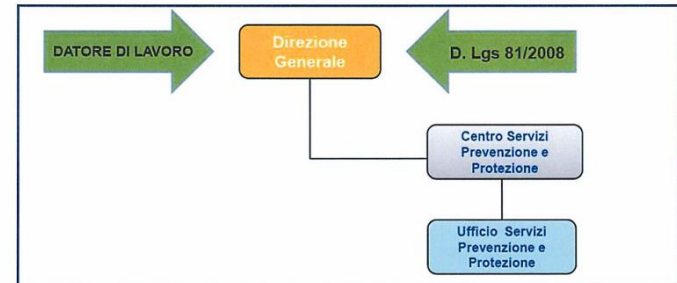 DATORE DI LAVORO
Direzione
Generale
D. Lgs 81/2008
Centro Servizi
Prevenzione e
Protezione
Ufficio Servizi
Prevenzione e
Protezione